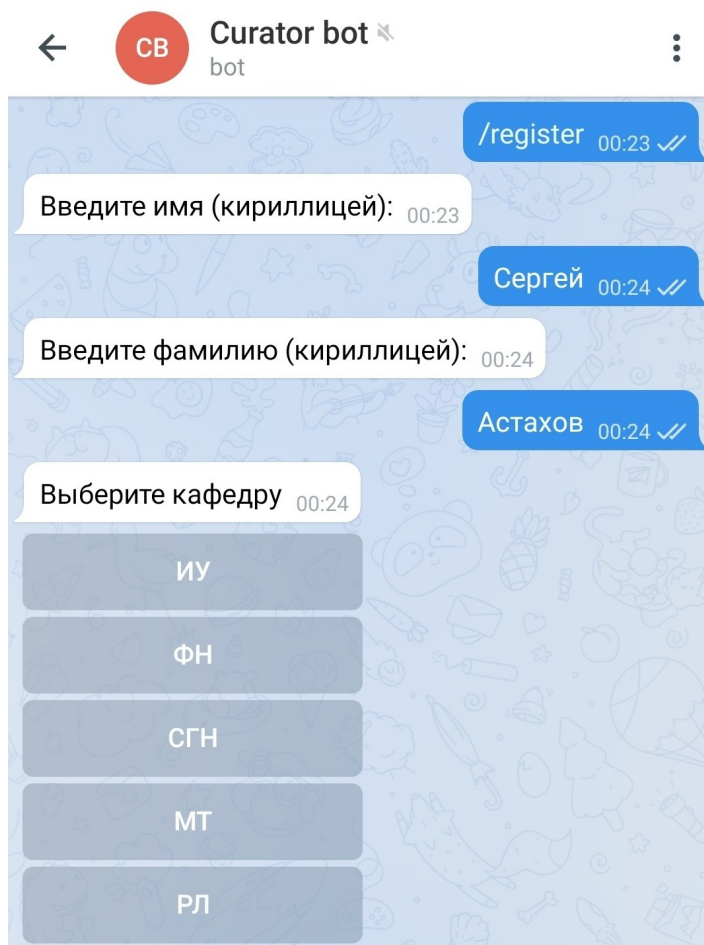 CB
Curator bot
bot
/register 00:23
Введите имя (кириллицей): 00:23
Сергей 00:24
Введите фамилию (кириллицей): 00:24
Астахов 00:24
Выберите кафедру 00:24
ИУ
ФН
СГН
МТ
РЛ